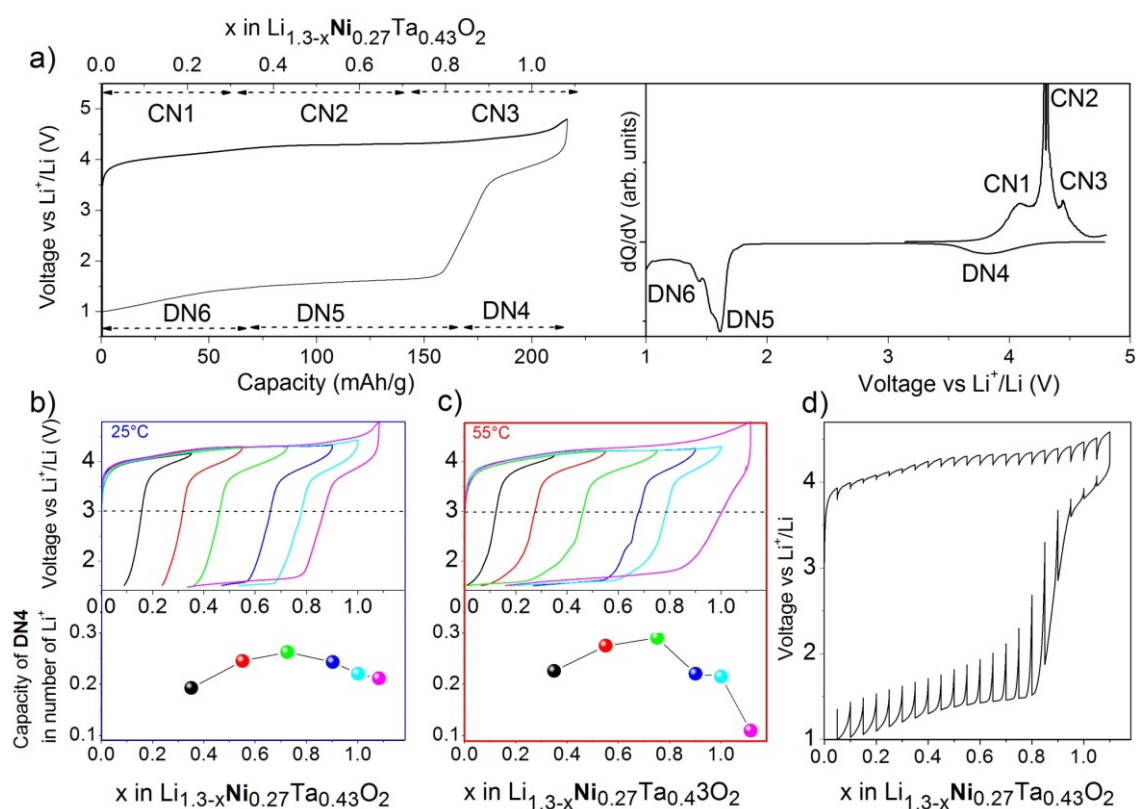 x in Li1.3-xNi0.27Ta0.43O2
0.0 0.2 0.4 0.6 0.8 1.0
a)
CN1 CN2 CN3
5
4
3
2
1
Voltage vs Li+/Li (V)
DN6 DN5 DN4
0 50 100 150 200
Capacity (mAh/g)
dQ/dV (arb. units)
CN2
CN1 CN3
DN4
DN6 DN5
1 2 3 4 5
Voltage vs Li+/Li (V)
b)
25°C
Voltage vs Li+/Li (V)
4
3
2
0.0 0.2 0.4 0.6 0.8 1.0
Capacity of DN4
in number of Li+
0.3
0.2
0.1
0.0 0.2 0.4 0.6 0.8 1.0
x in Li1.3-xNi0.27Ta0.43O2
c)
55°C
Voltage vs Li+/Li (V)
4
3
2
0.0 0.2 0.4 0.6 0.8 1.0
0.3
0.2
0.1
0.0 0.2 0.4 0.6 0.8 1.0
x in Li1.3-xNi0.27Ta0.43O2
d)
Voltage vs Li+/Li
4
3
2
1
0.0 0.2 0.4 0.6 0.8 1.0
x in Li1.3-xNi0.27Ta0.43O2